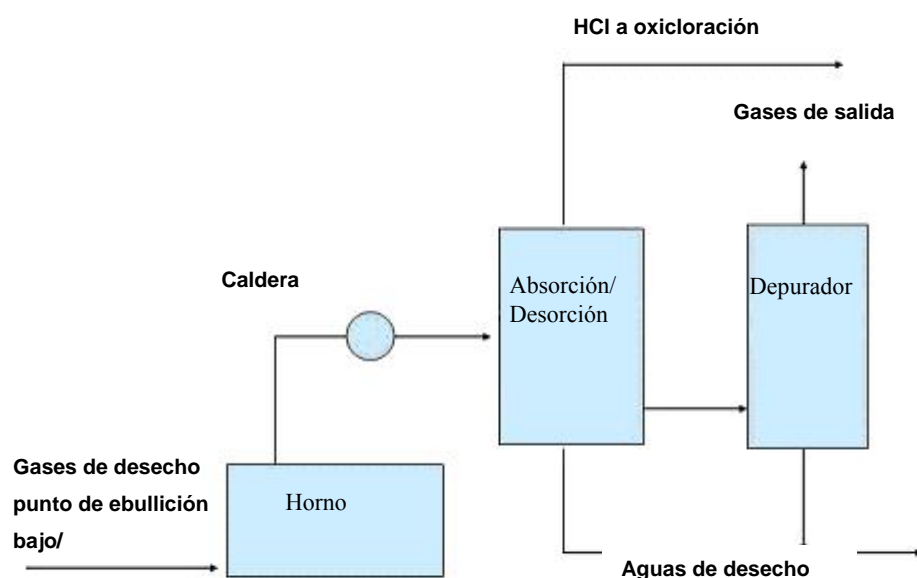 HCl a oxicloración
Gases de salida
Caldera
Absorción/
Desorción
Depurador
Gases de desecho
punto de ebullición
bajo/
Horno
Aguas de desecho